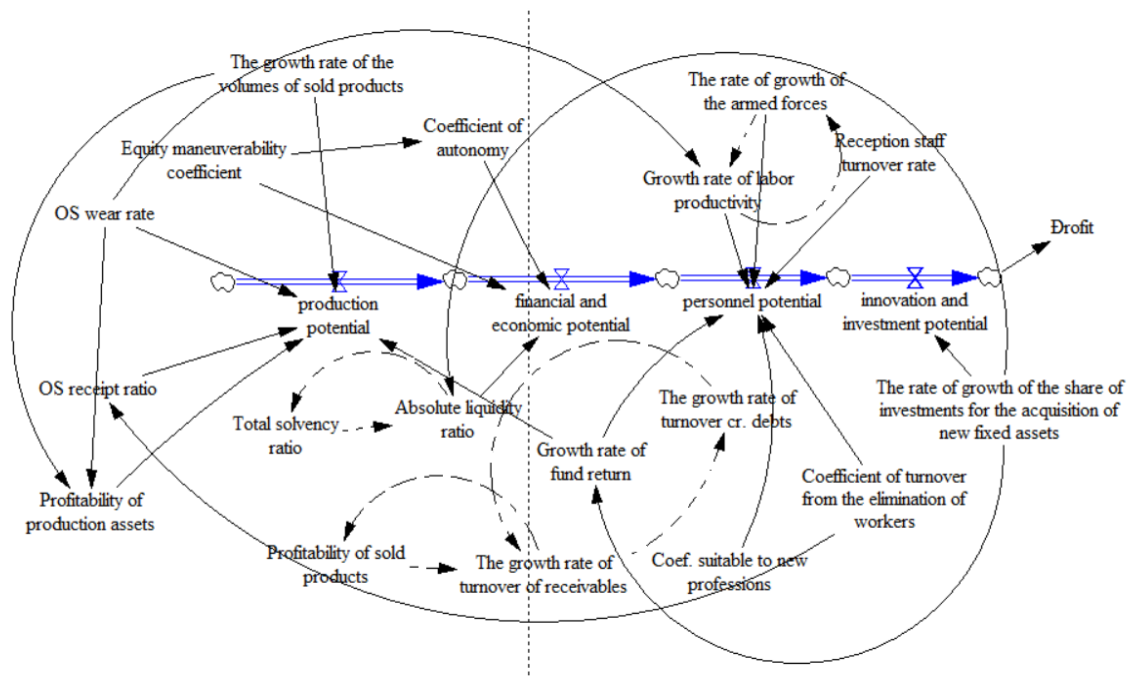 The growth rate of the
volumes of sold products
The rate of growth of
the armed forces
Coefficient of
autonomy
Equity maneuverability
coefficient
Reception staff
turnover rate
Growth rate of labor
productivity
OS wear rate
Đrofit
production
potential
financial and
economic potential
personnel potential
innovation and
investment potential
OS receipt ratio
Total solvency
ratio
Absolute liquidity
ratio
The growth rate of
turnover cr. debts
The rate of growth of the share of
investments for the acquisition of
new fixed assets
Growth rate of
fund return
Coefficient of turnover
from the elimination of
workers
Profitability of
production assets
Profitability of sold
products
The growth rate of
turnover of receivables
Coef. suitable to new
professions